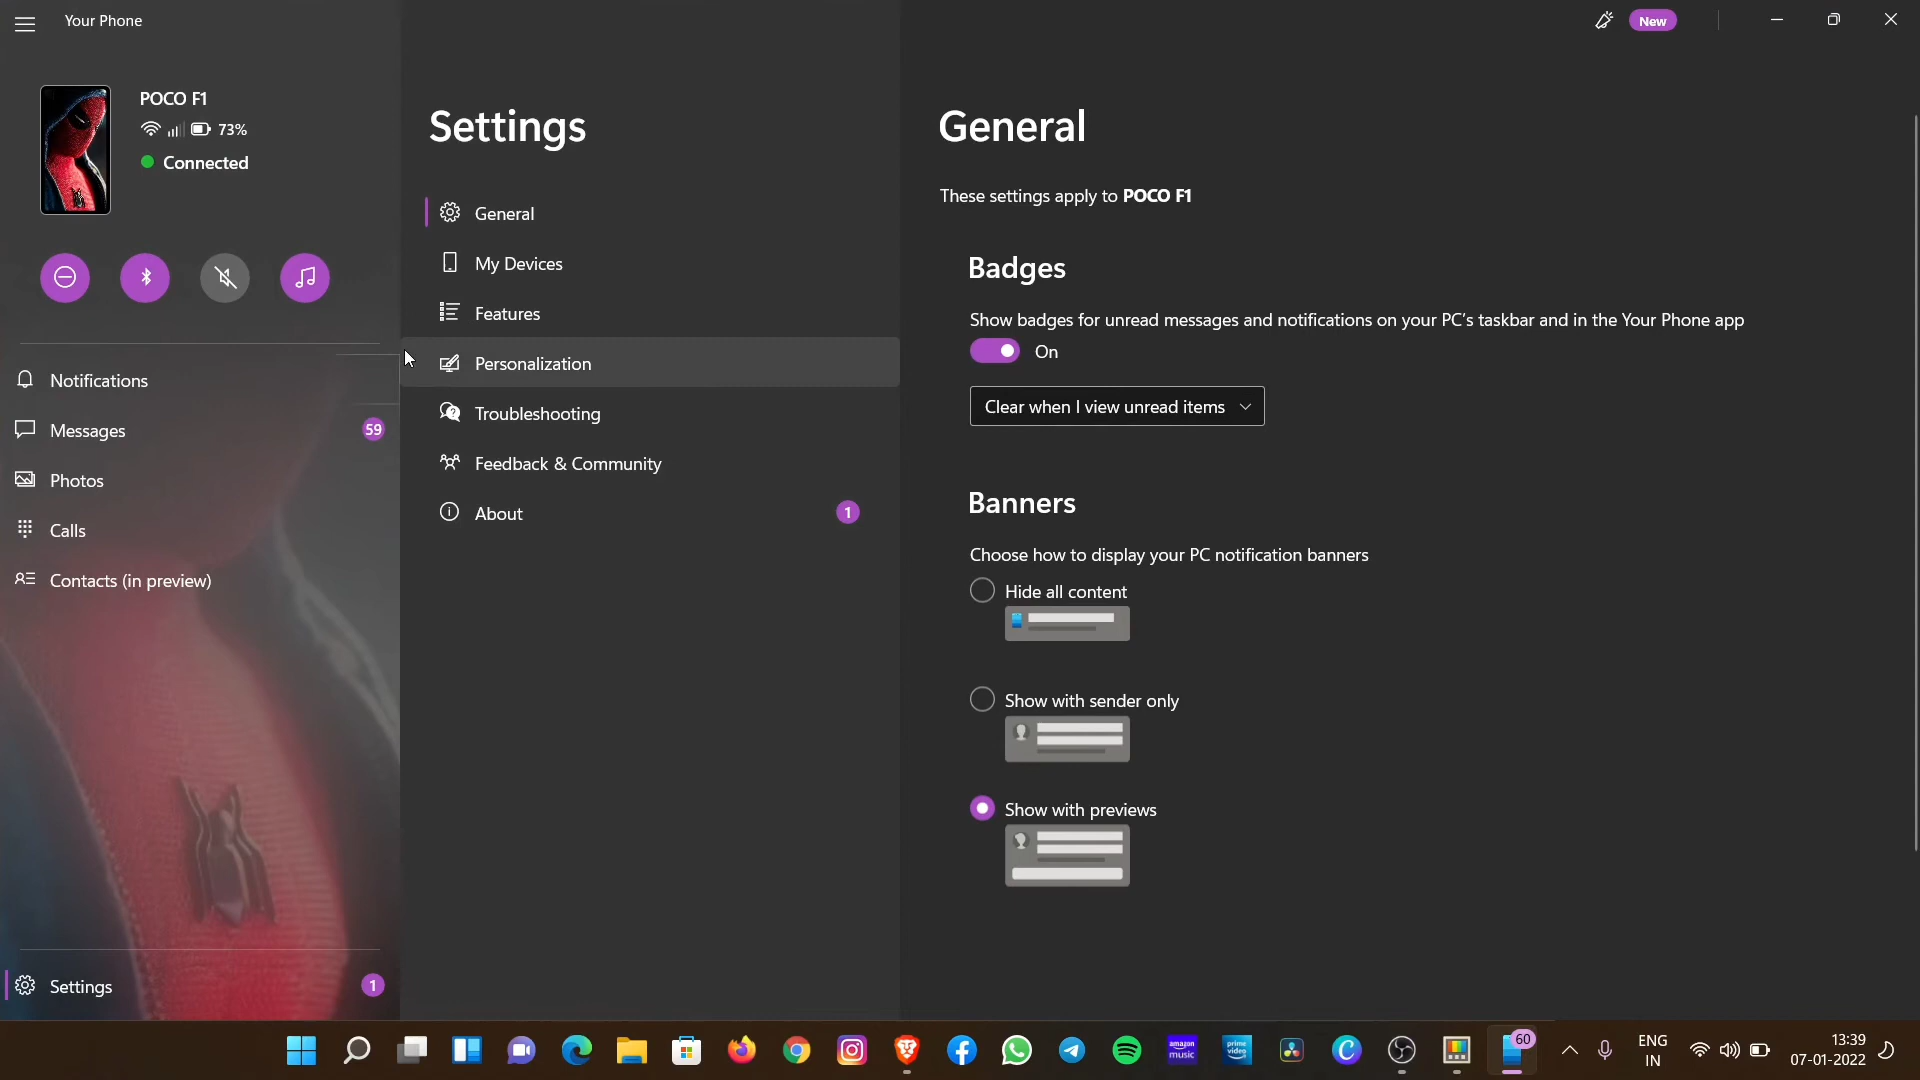 Your Phone
New
POCO F1
73%
Connected
Notifications
Messages
59
Photos
Calls
Contacts (in preview)
Settings
1
Settings
General
My Devices
Features
Personalization
Troubleshooting
Feedback & Community
About
1
General
These settings apply to POCO F1
Badges
Show badges for unread messages and notifications on your PC's taskbar and in the Your Phone app
On
Clear when I view unread items
Banners
Choose how to display your PC notification banners
Hide all content
Show with sender only
Show with previews
amazon
music
prime
video
60
ENG
IN
13:39
07-01-2022